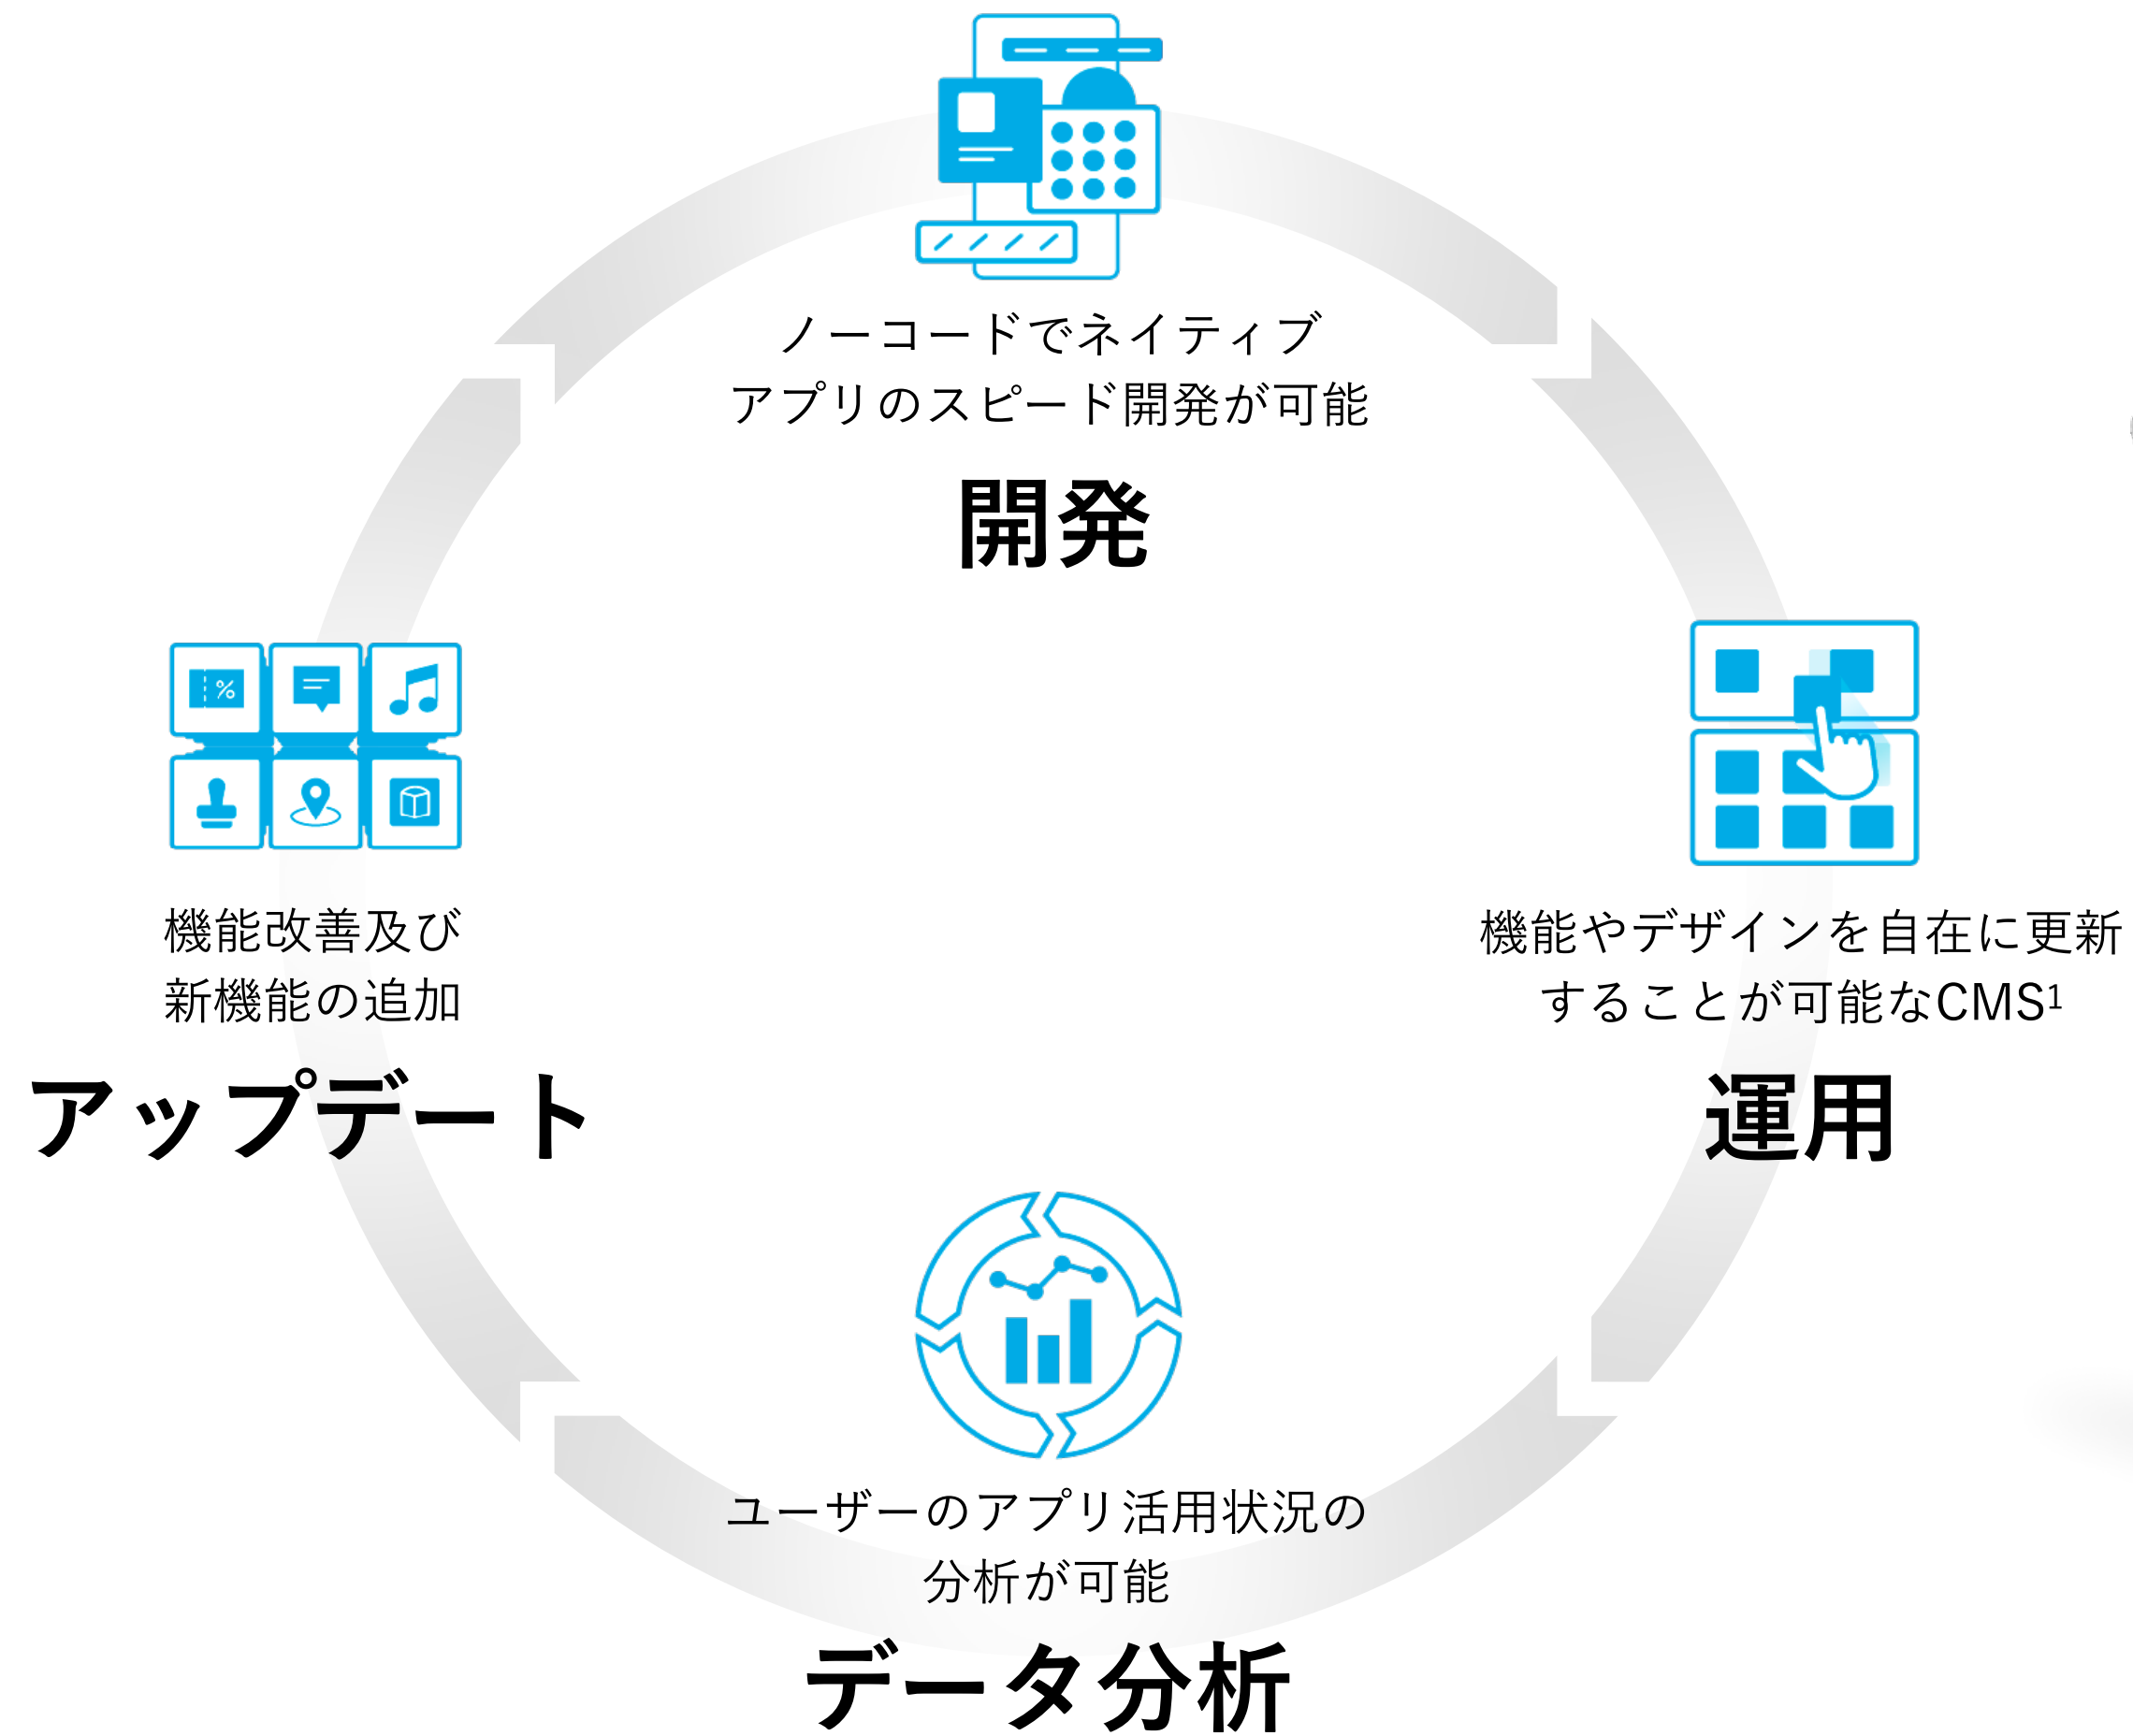 ノーコードでネイティブ
アプリのスピード開発が可能
開発
機能やデザインを自在に更新
することが可能なCMS¹
運用
ユーザーのアプリ活用状況の
分析が可能
データ分析
機能改善及び
新機能の追加
アップデート
%